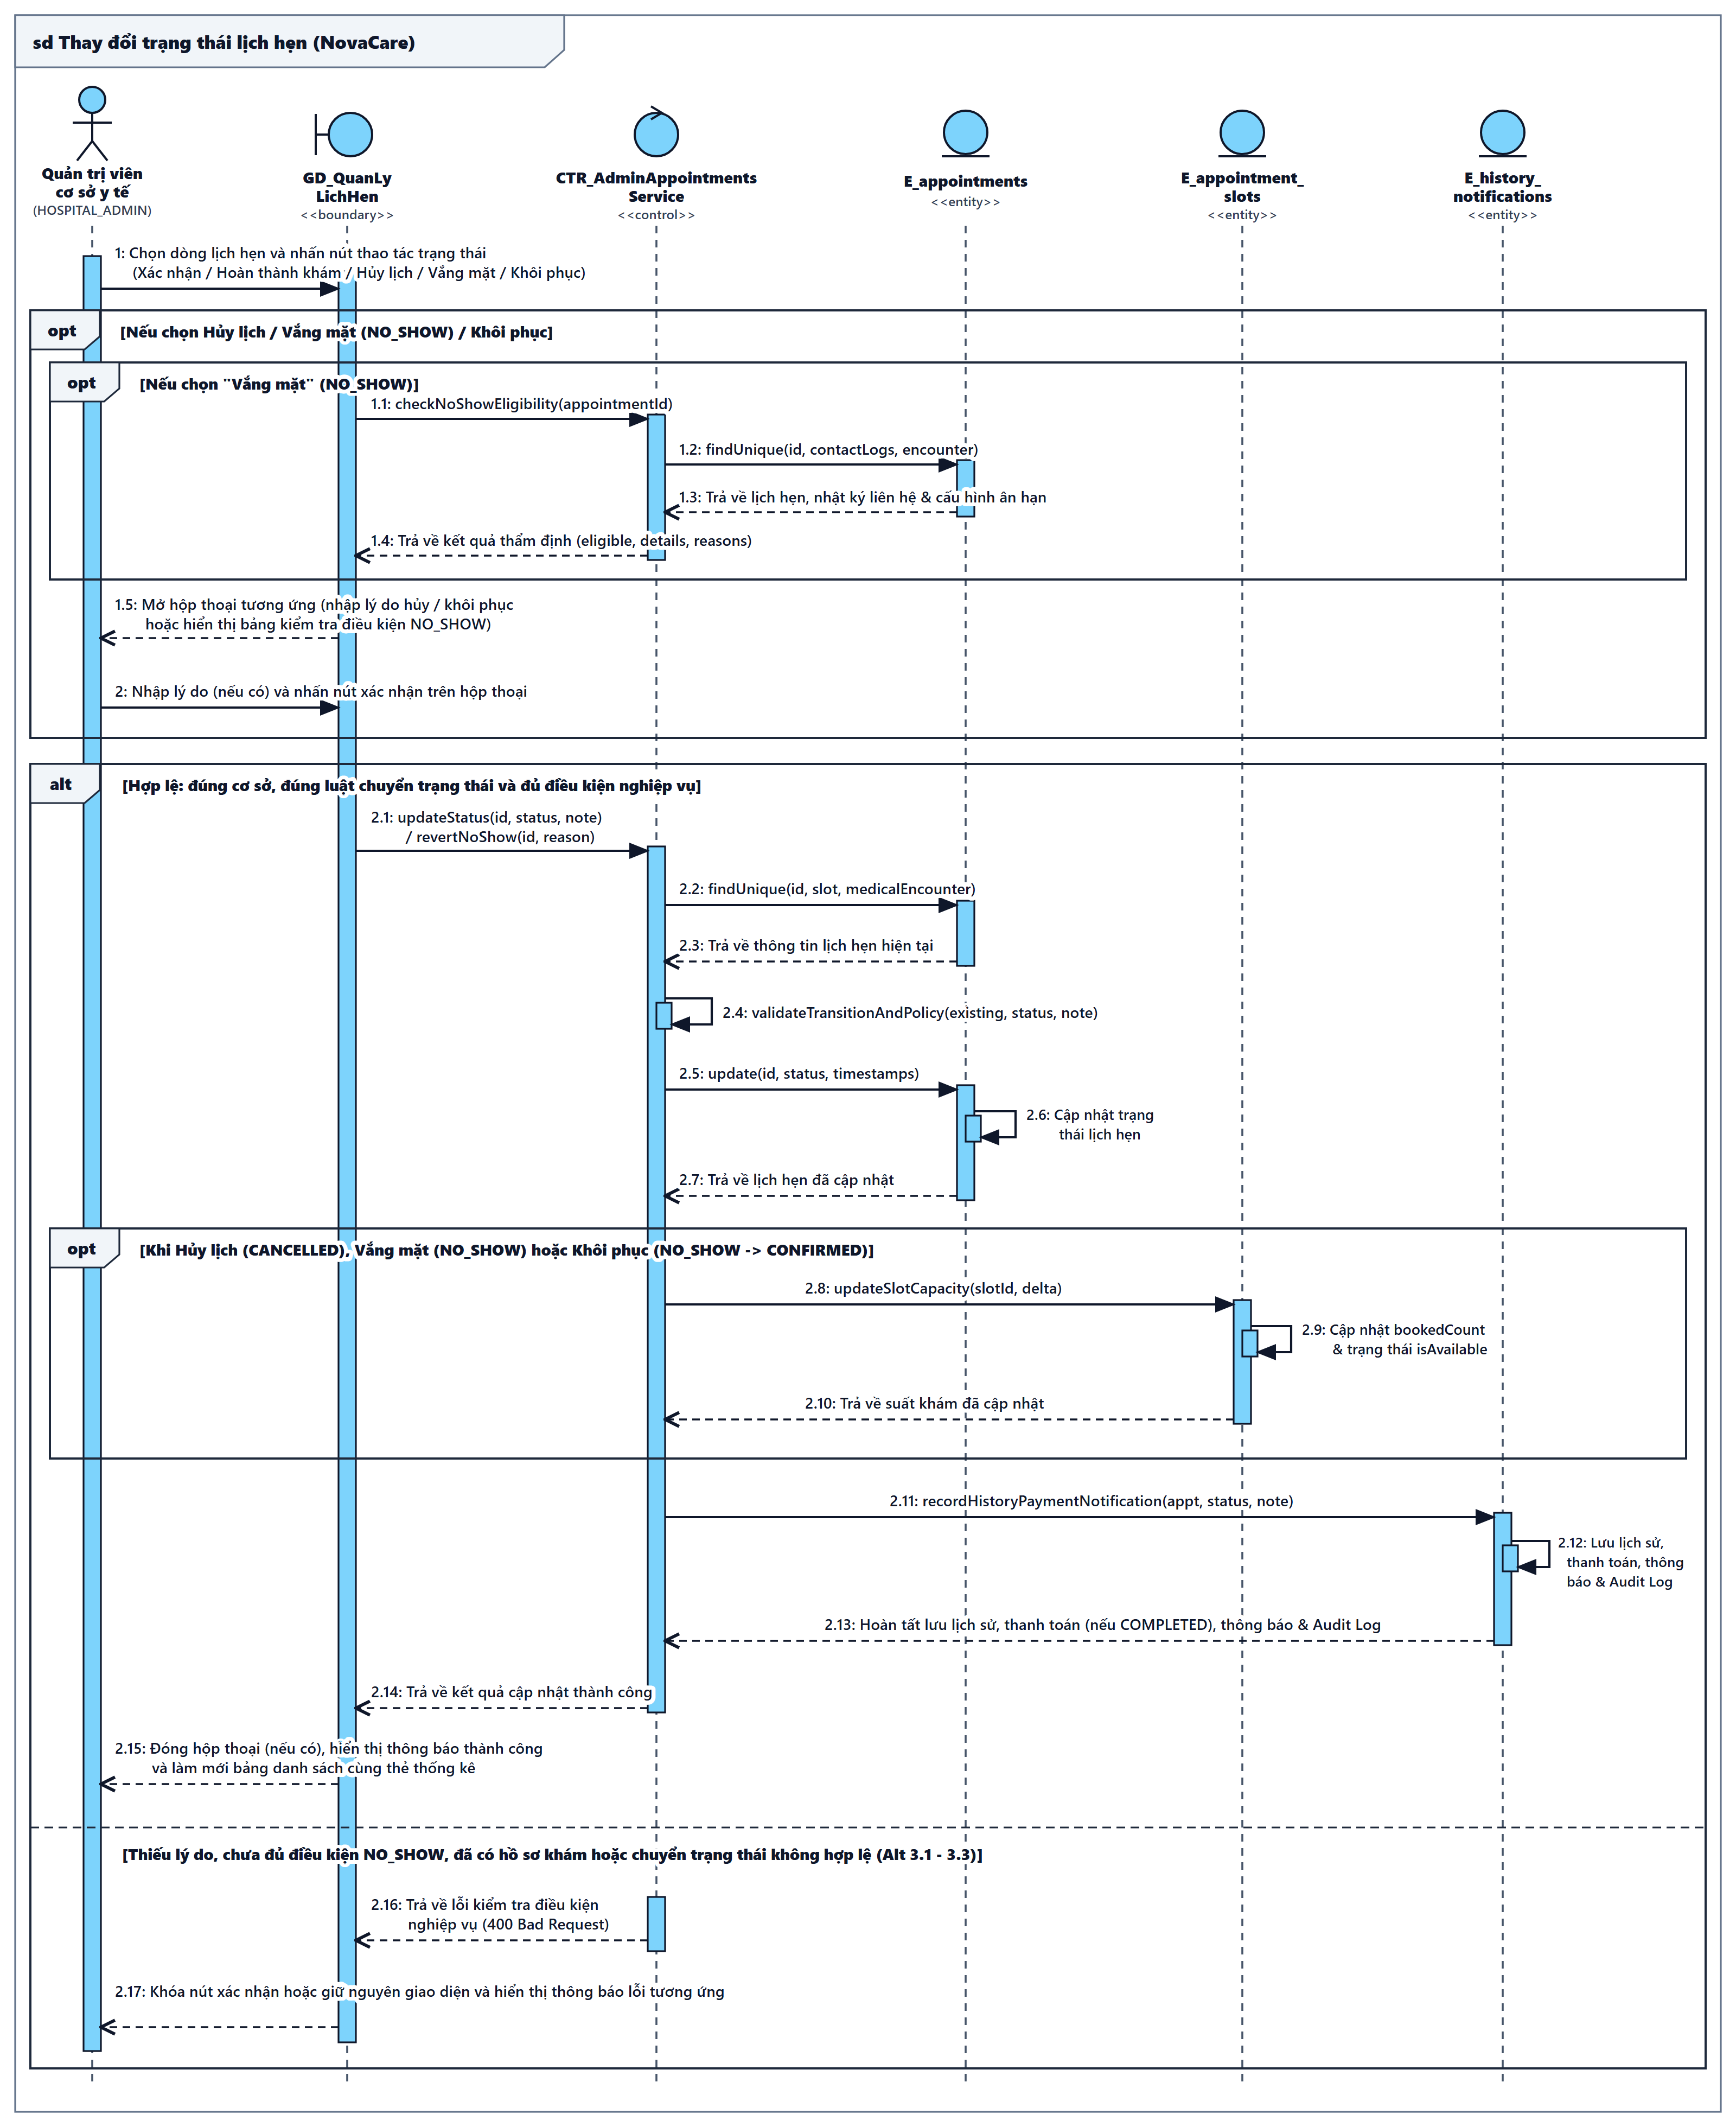 sd Thay đổi trạng thái lịch hẹn (NovaCare)
Quản trị viên
cơ sở y tế
(HOSPITAL_ADMIN)
GD_QuanLy
LichHen
<<boundary>>
CTR_AdminAppointments
Service
<<control>>
E_appointments
<<entity>>
E_appointment_
slots
<<entity>>
E_history_
notifications
<<entity>>
1: Chọn dòng lịch hẹn và nhấn nút thao tác trạng thái
(Xác nhận / Hoàn thành khám / Hủy lịch / Vắng mặt / Khôi phục)
opt
[Nếu chọn Hủy lịch / Vắng mặt (NO_SHOW) / Khôi phục]
opt
[Nếu chọn "Vắng mặt" (NO_SHOW)]
1.1: checkNoShowEligibility(appointmentId)
1.2: findUnique(id, contactLogs, encounter)
1.3: Trả về lịch hẹn, nhật ký liên hệ & cấu hình ân hạn
1.4: Trả về kết quả thẩm định (eligible, details, reasons)
1.5: Mở hộp thoại tương ứng (nhập lý do hủy / khôi phục
hoặc hiển thị bảng kiểm tra điều kiện NO_SHOW)
2: Nhập lý do (nếu có) và nhấn nút xác nhận trên hộp thoại
alt
[Hợp lệ: đúng cơ sở, đúng luật chuyển trạng thái và đủ điều kiện nghiệp vụ]
2.1: updateStatus(id, status, note)
/ revertNoShow(id, reason)
2.2: findUnique(id, slot, medicalEncounter)
2.3: Trả về thông tin lịch hẹn hiện tại
2.4: validateTransitionAndPolicy(existing, status, note)
2.5: update(id, status, timestamps)
2.6: Cập nhật trạng
thái lịch hẹn
2.7: Trả về lịch hẹn đã cập nhật
opt
[Khi Hủy lịch (CANCELLED), Vắng mặt (NO_SHOW) hoặc Khôi phục (NO_SHOW -> CONFIRMED)]
2.8: updateSlotCapacity(slotId, delta)
2.9: Cập nhật bookedCount
& trạng thái isAvailable
2.10: Trả về suất khám đã cập nhật
2.11: recordHistoryPaymentNotification(appt, status, note)
2.12: Lưu lịch sử,
thanh toán, thông
báo & Audit Log
2.13: Hoàn tất lưu lịch sử, thanh toán (nếu COMPLETED), thông báo & Audit Log
2.14: Trả về kết quả cập nhật thành công
2.15: Đóng hộp thoại (nếu có), hiển thị thông báo thành công
và làm mới bảng danh sách cùng thẻ thống kê
[Thiếu lý do, chưa đủ điều kiện NO_SHOW, đã có hồ sơ khám hoặc chuyển trạng thái không hợp lệ (Alt 3.1 - 3.3)]
2.16: Trả về lỗi kiểm tra điều kiện
nghiệp vụ (400 Bad Request)
2.17: Khóa nút xác nhận hoặc giữ nguyên giao diện và hiển thị thông báo lỗi tương ứng